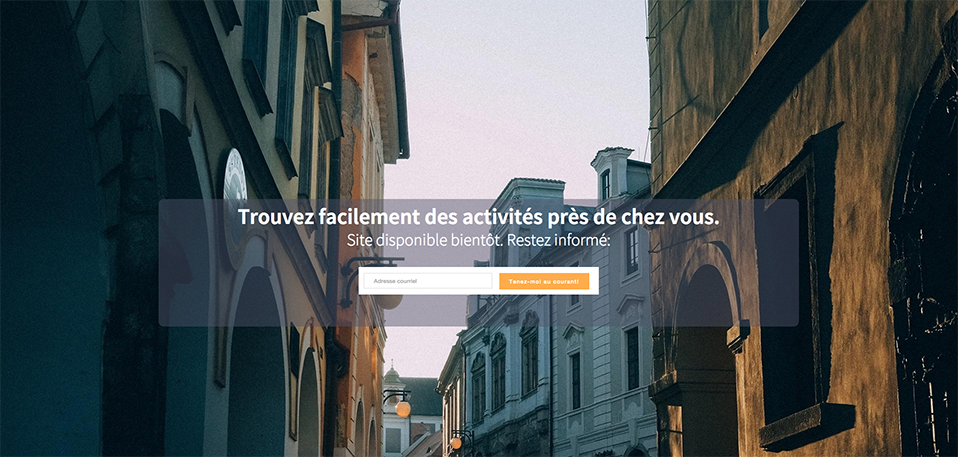 Trouvez facilement des activités près de chez vous.
Site disponible bientôt. Restez informé:
Adresse courriel
Tenez-moi au courant!